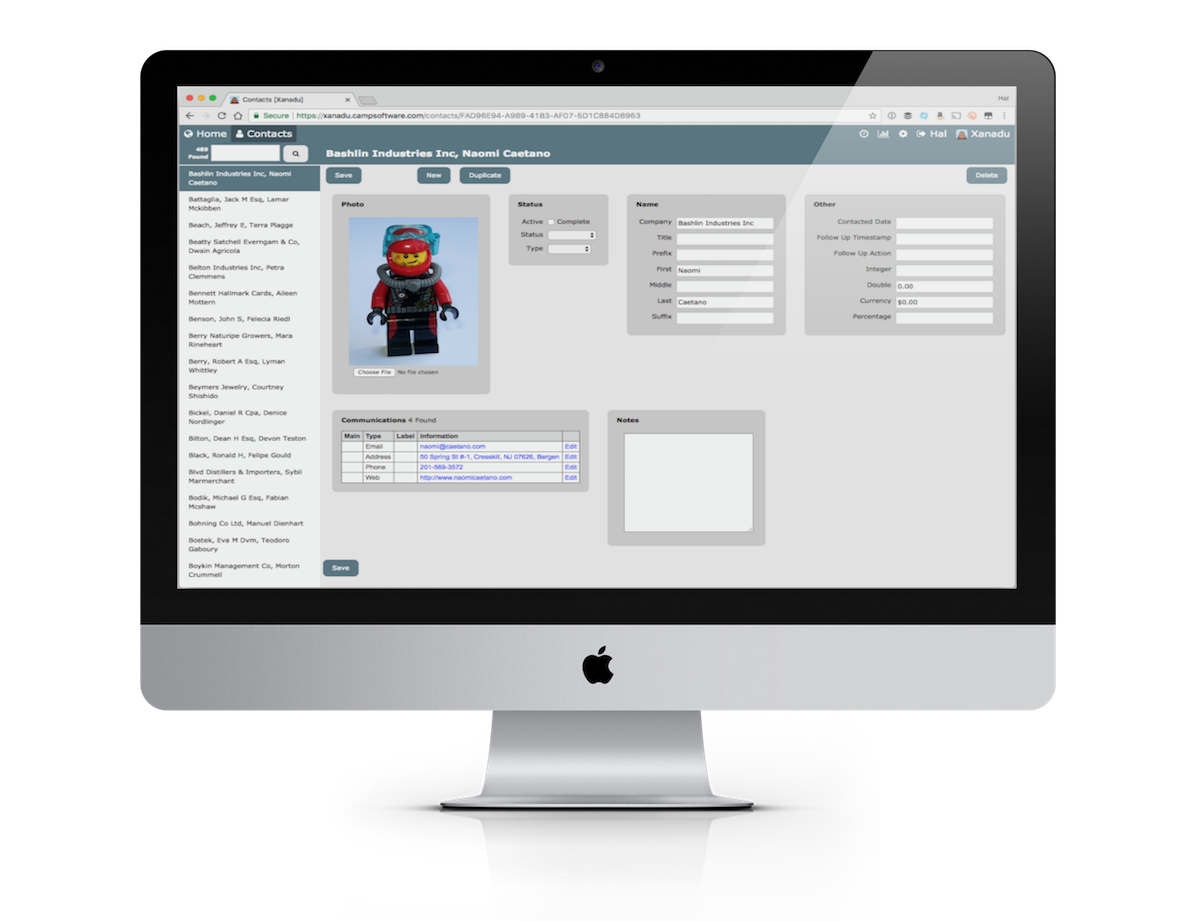 Contacts [Xanadu]
Hal
Secure https://xanadu.campsoftware.com/contacts/FAD96E94-A989-41B3-AF07-5D1C884D8963
Home Contacts
Hal Xanadu
489
Found
Bashlin Industries Inc, Naomi Caetano
Bashlin Industries Inc, Naomi
Caetano
Battaglia, Jack M Esq, Lamar
Mckibben
Beach, Jeffrey E, Terra Plagge
Beatty Satchell Everngam & Co,
Dwain Agricola
Belton Industries Inc, Petra
Clemmens
Bennett Hallmark Cards, Aileen
Mottern
Benson, John S, Felecia Riedl
Berry Naturipe Growers, Mara
Rineheart
Berry, Robert A Esq, Lyman
Whittley
Beymers Jewelry, Courtney
Shishido
Bickel, Daniel R Cpa, Denice
Nordlinger
Bilton, Dean H Esq, Devon Teston
Black, Ronald H, Felipe Gould
Blvd Distillers & Importers, Sybil
Marmerchant
Bodik, Michael G Esq, Fabian
Mcshaw
Bohning Co Ltd, Manuel Dienhart
Bostek, Eva M Dvm, Teodoro
Gaboury
Boykin Management Co, Morton
Crummell
Save New Duplicate Delete
Photo
Choose File No file chosen
Status
Active Complete
Status
Type
Name
Company Bashlin Industries Inc
Title
Prefix
First Naomi
Middle
Last Caetano
Suffix
Other
Contacted Date
Follow Up Timestamp
Follow Up Action
Integer
Double 0.00
Currency $0.00
Percentage
Communications 4 Found
Main Type Label Information
Email naomi@caetano.com Edit
Address 50 Spring St #-1, Cresskill, NJ 07626, Bergen Edit
Phone 201-569-3572 Edit
Web http://www.naomicaetano.com Edit
Notes
Save